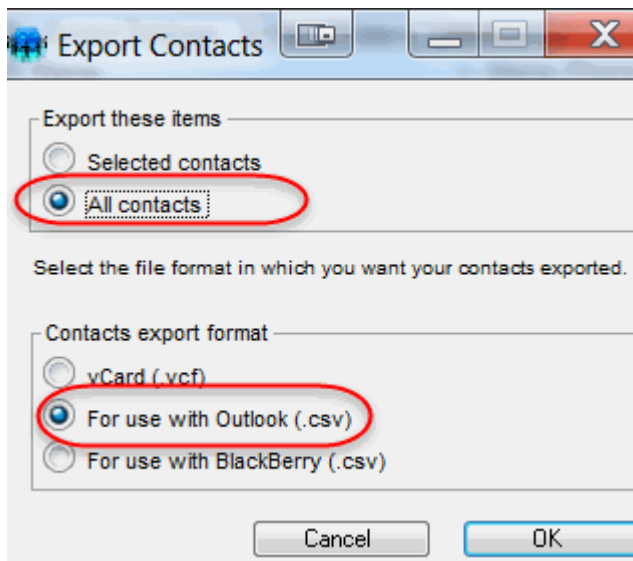 Export Contacts
Export these items
Selected contacts
All contacts
Select the file format in which you want your contacts exported.
Contacts export format
vCard (.vcf)
For use with Outlook (.csv)
For use with BlackBerry (.csv)
Cancel
OK